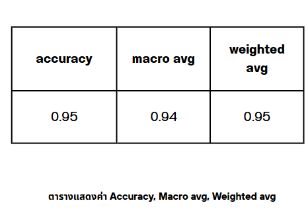 accuracy macro avg weighted avg
0.95 0.94 0.95
ตารางแสดงค่า Accuracy, Macro avg, Weighted avg